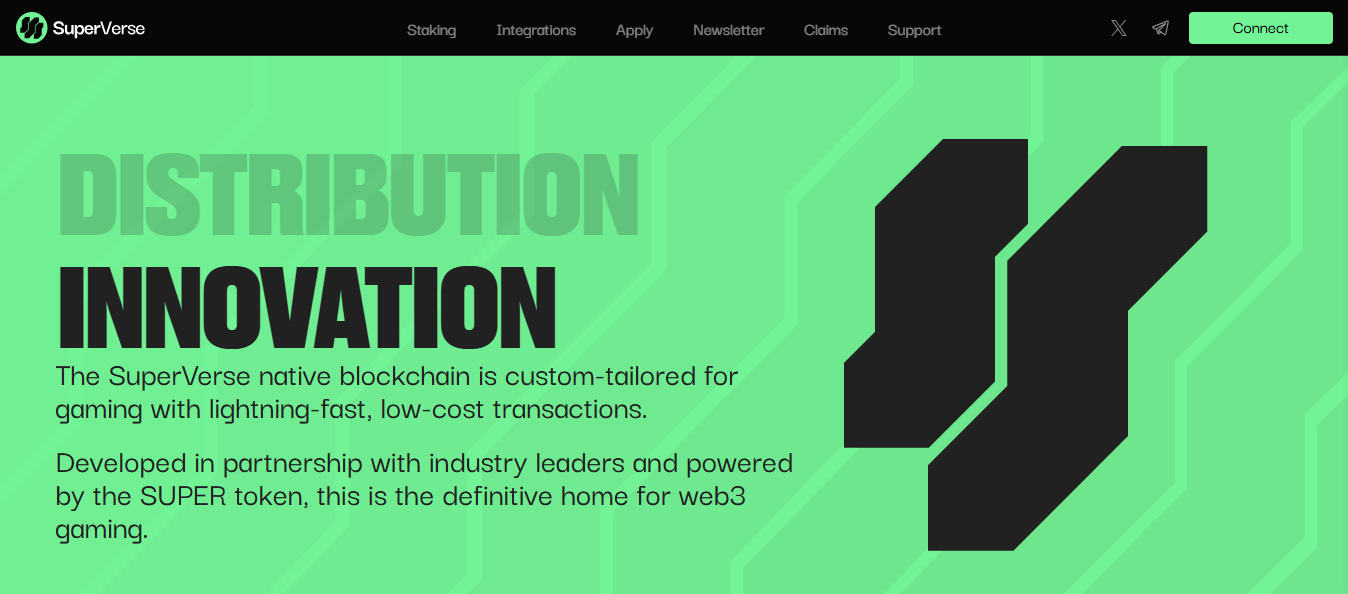 SuperVerse
Staking
Integrations
Apply
Newsletter
Claims
Support
Connect
DISTRIBUTION
INNOVATION
The SuperVerse native blockchain is custom-tailored for
gaming with lightning-fast, low-cost transactions.
Developed in partnership with industry leaders and powered
by the SUPER token, this is the definitive home for web3
gaming.